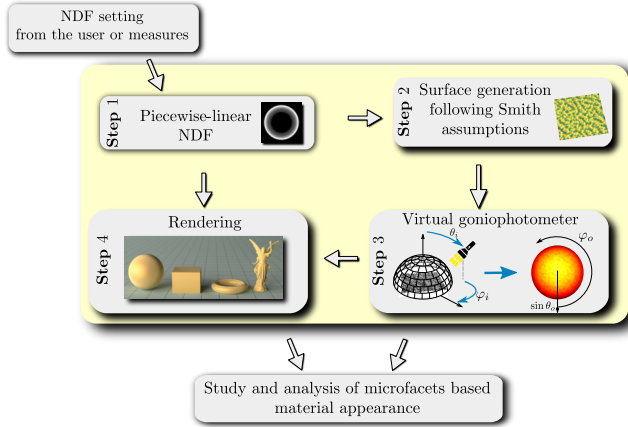 NDF setting
from the user or measures
Step 1
Piecewise-linear
NDF
Step 2
Surface generation
following Smith
assumptions
Step 4
Rendering
Step 3
Virtual goniophotometer
θi
φi
φo
sin θo
Study and analysis of microfacets based
material appearance